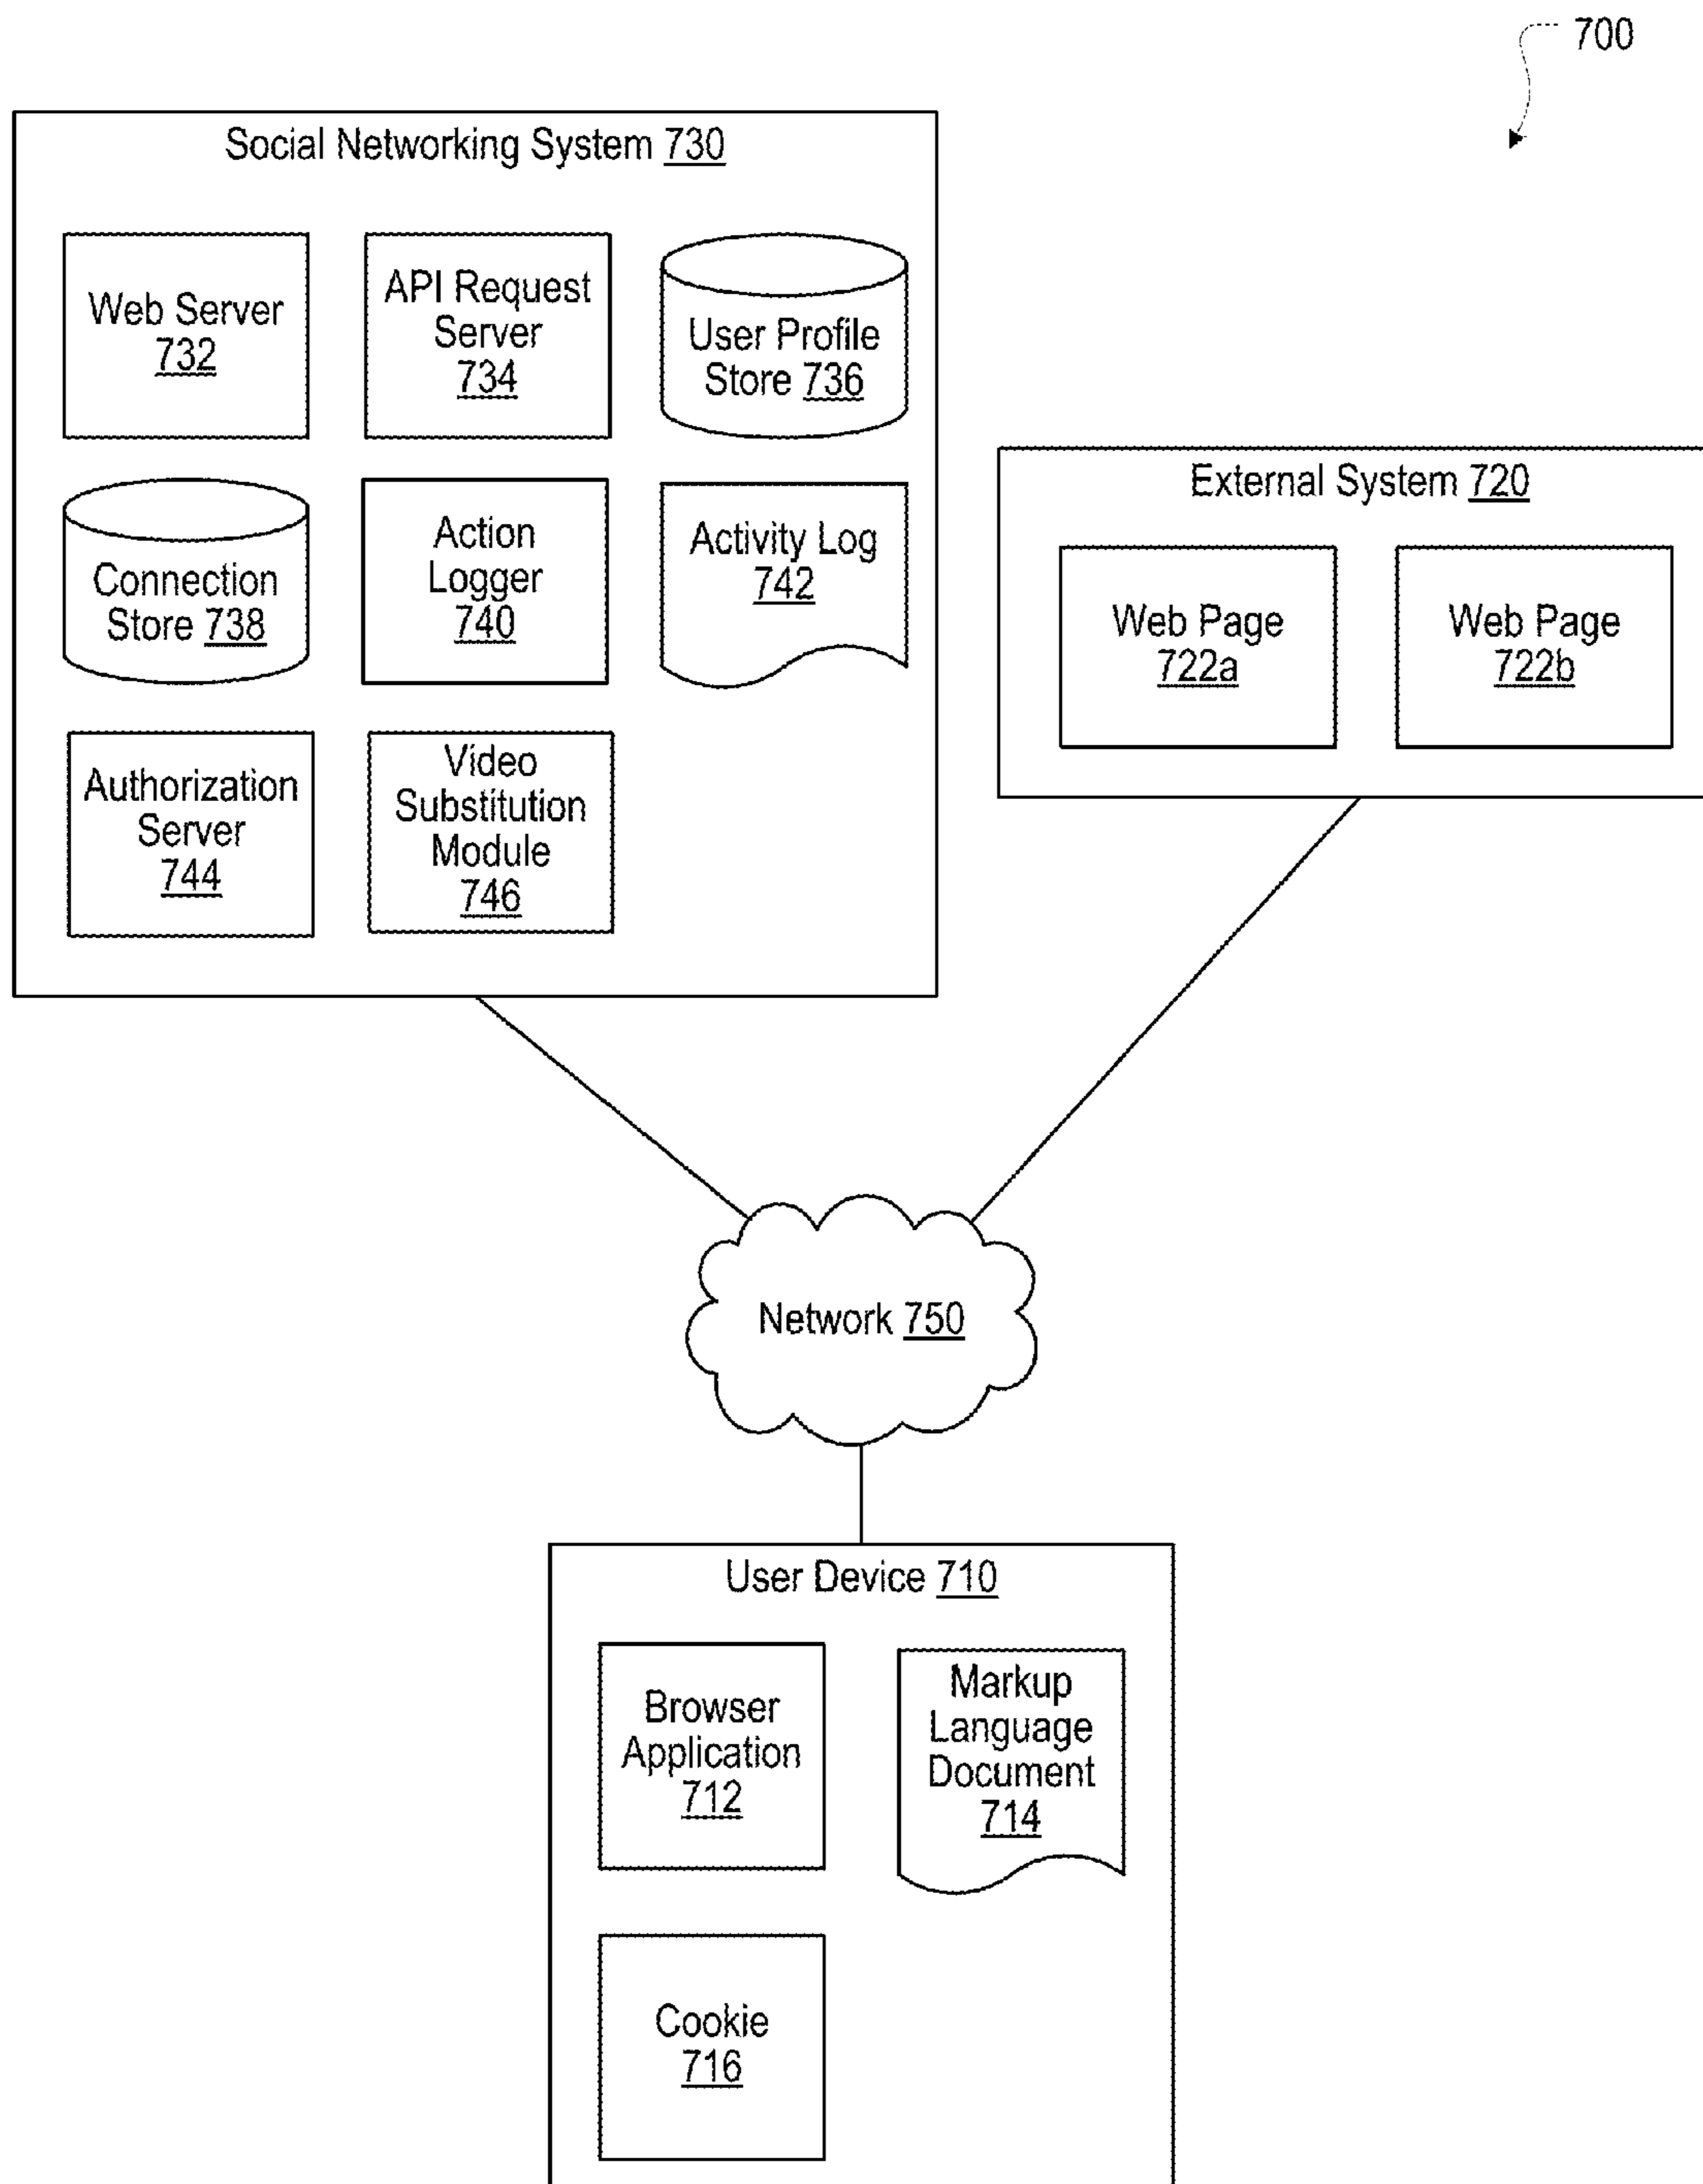 700
Social Networking System 730
Web Server
732
API Request
Server
734
User Profile
Store 736
Connection
Store 738
Action
Logger
740
Activity Log
742
Authorization
Server
744
Video
Substitution
Module
746
External System 720
Web Page
722a
Web Page
722b
Network 750
User Device 710
Browser
Application
712
Markup
Language
Document
714
Cookie
716